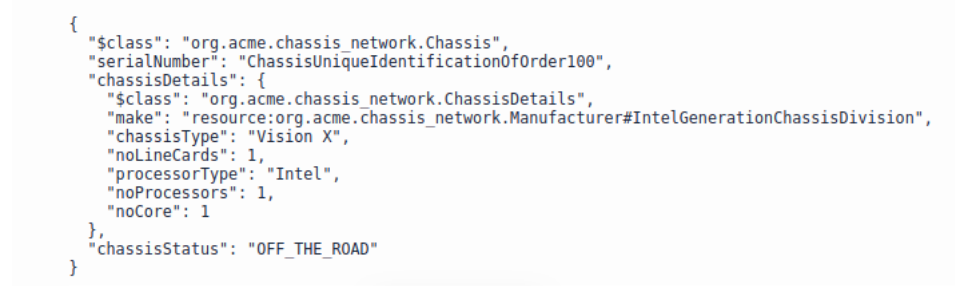 {
"$class": "org.acme.chassis_network.Chassis",
"serialNumber": "ChassisUniqueIdentificationOfOrder100",
"chassisDetails": {
"$class": "org.acme.chassis_network.ChassisDetails",
"make": "resource:org.acme.chassis_network.Manufacturer#IntelGenerationChassisDivision",
"chassisType": "Vision X",
"noLineCards": 1,
"processorType": "Intel",
"noProcessors": 1,
"noCore": 1
},
"chassisStatus": "OFF_THE_ROAD"
}